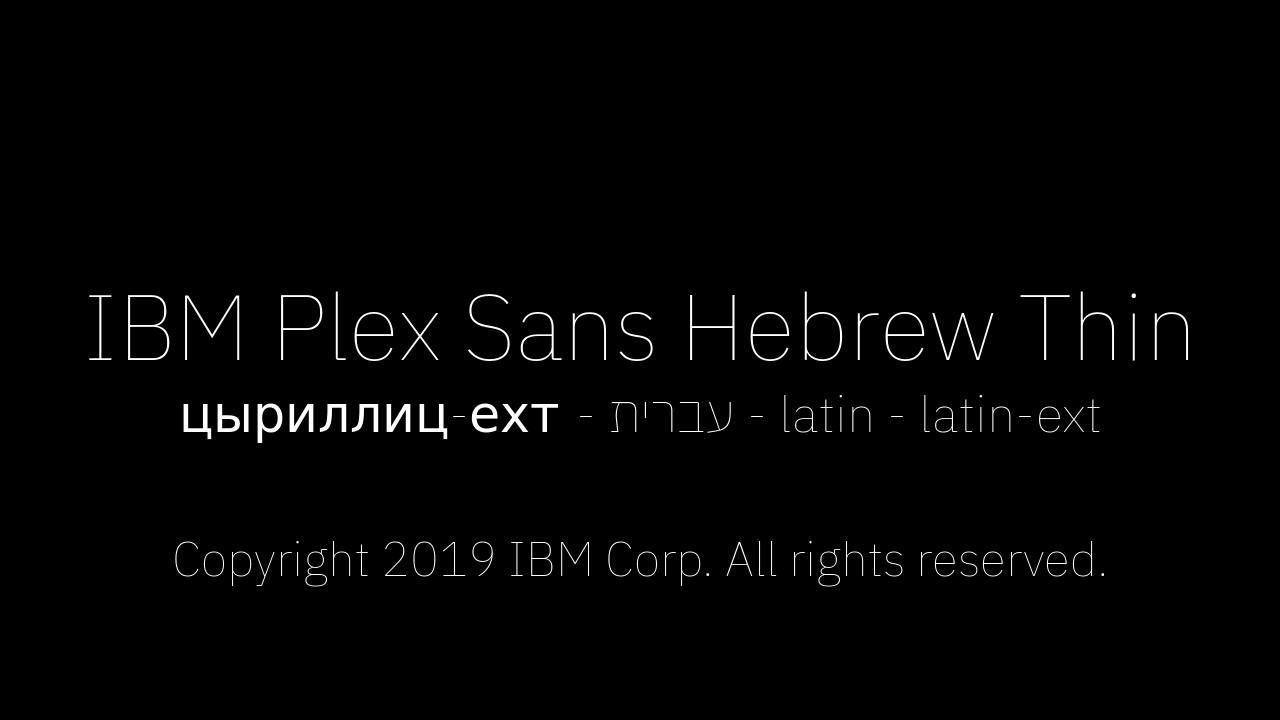 IBM Plex Sans Hebrew Thin
цыриллиц-ехт - עברית - latin - latin-ext
Copyright 2019 IBM Corp. All rights reserved.